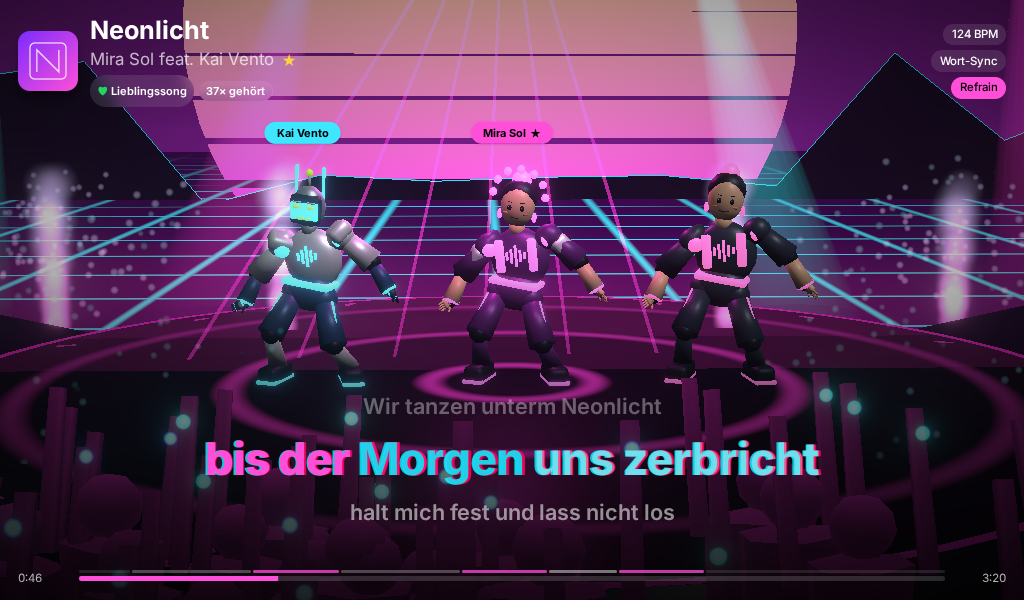 Neonlicht
Mira Sol feat. Kai Vento ★
Lieblingssong
37× gehört
124 BPM
Wort-Sync
Refrain
Kai Vento
Mira Sol ★
Wir tanzen unterm Neonlicht
bis der Morgen uns zerbricht
halt mich fest und lass nicht los
0:46
3:20